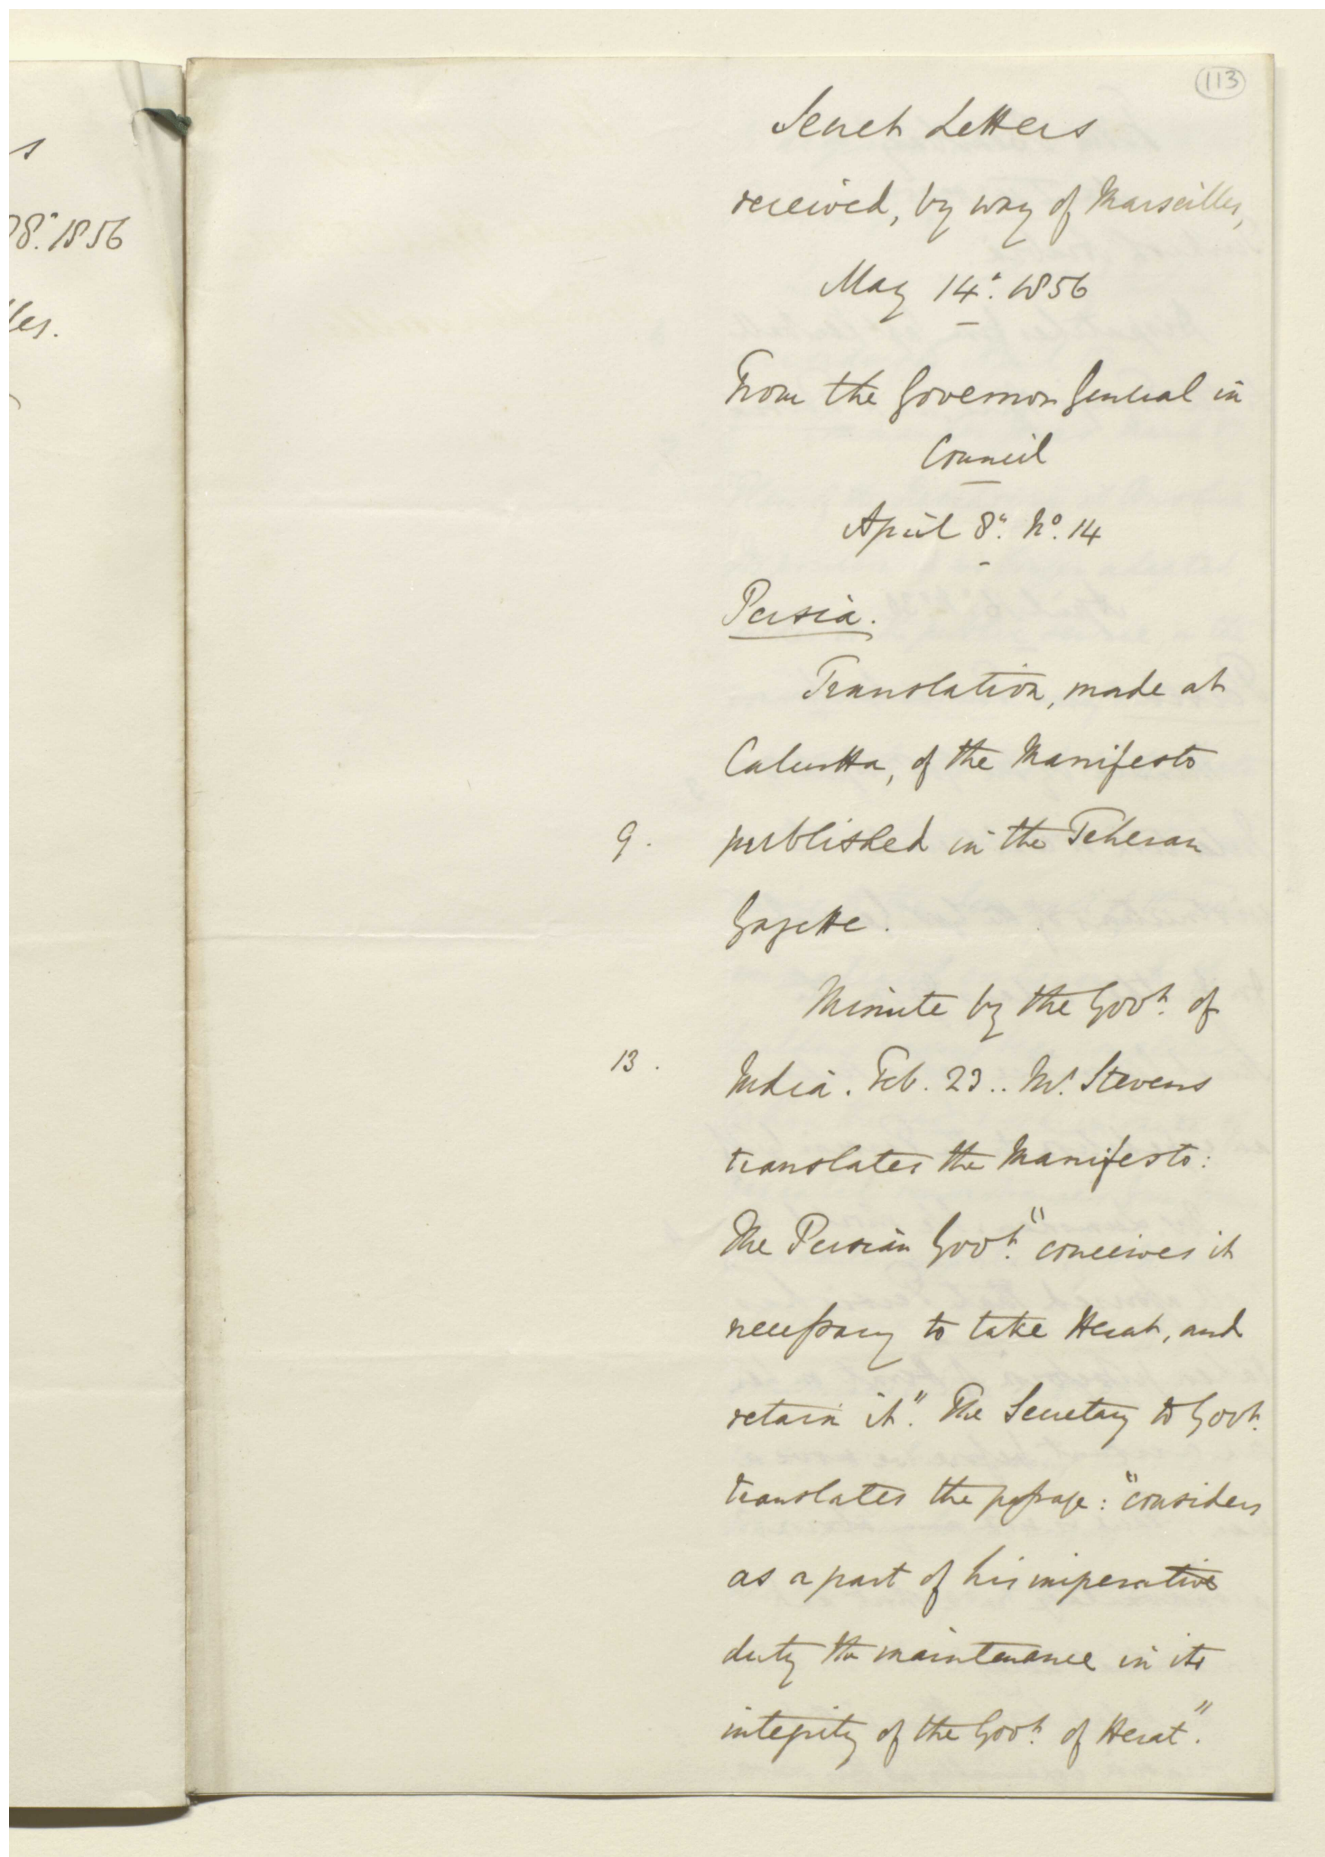 113
Secret Letters
received, by way of Marseilles,
May 14. 1856
From the Governor General in
Council
April 8. No. 14
Persia.
Translation, made at
Calcutta, of the Manifesto
9. published in the Teheran
Gazette.
Minute by the Govt. of
13. India. Feb. 23.. Mr. Stevens
translates the Manifesto:
The Persian Govt. "conceives it
necessary to take Herat, and
retain it". The Secretary to Govt.
translates the passage: "considers
as a part of his imperative
duty the maintenance in its
integrity of the Govt. of Herat".
s
8. 1856
les.